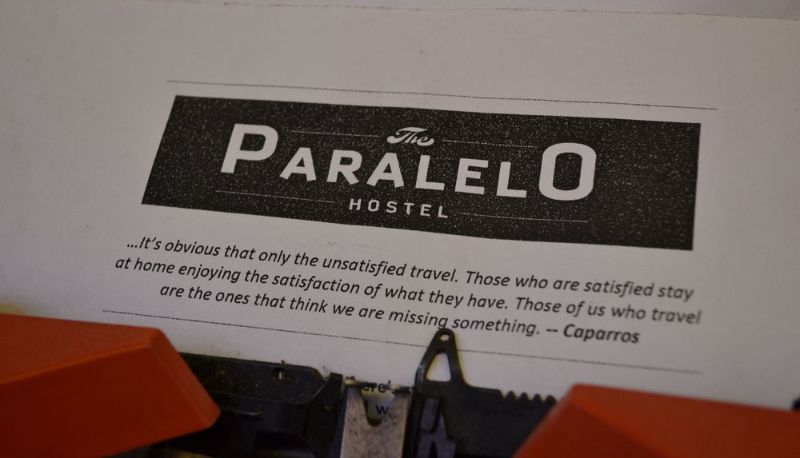 The
PARALELO
HOSTEL
...It's obvious that only the unsatisfied travel. Those who are satisfied stay
at home enjoying the satisfaction of what they have. Those of us who travel
are the ones that think we are missing something. -- Caparros